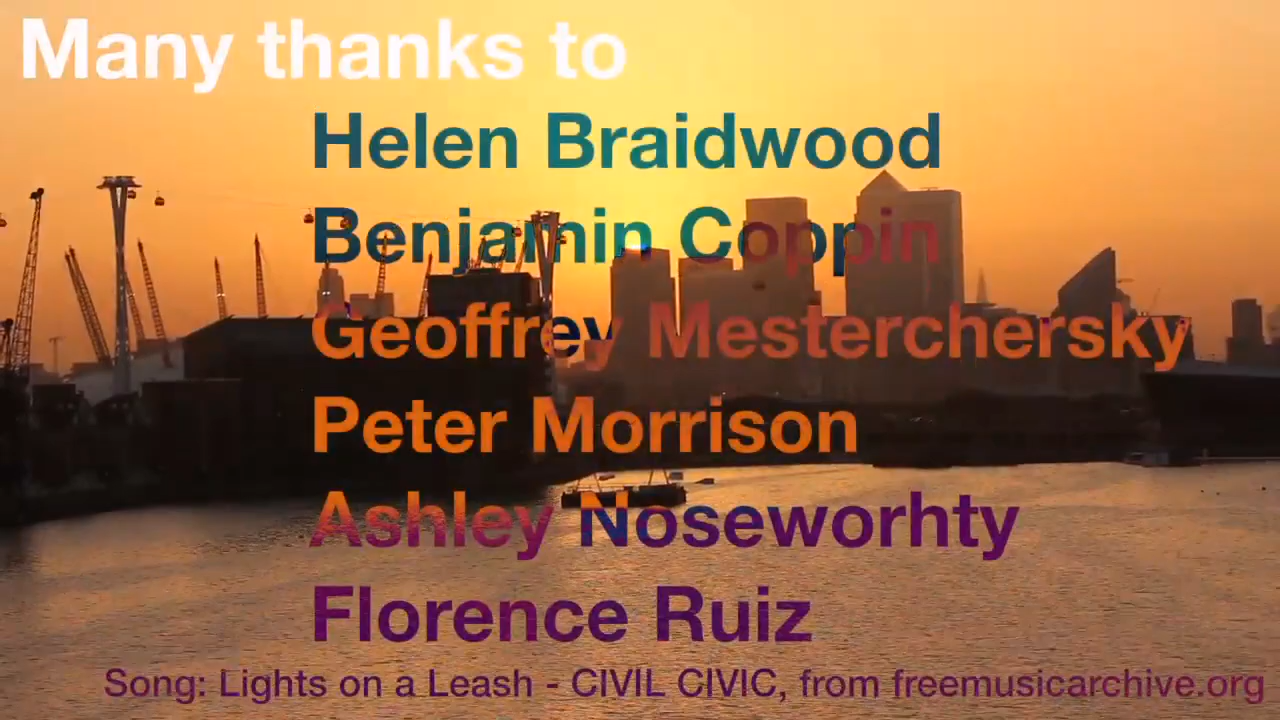 Many thanks to
Helen Braidwood
Benjamin Coppin
Geoffrey Mesterchersky
Peter Morrison
Ashley Noseworhty
Florence Ruiz
Song: Lights on a Leash - CIVIL CIVIC, from freemusicarchive.org